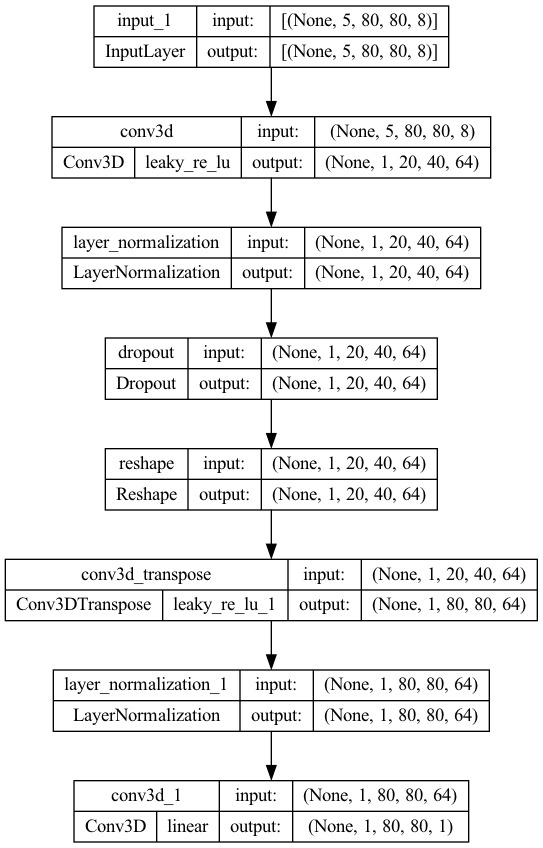 input_1 input: [(None, 5, 80, 80, 8)]
InputLayer output: [(None, 5, 80, 80, 8)]
conv3d input: (None, 5, 80, 80, 8)
Conv3D leaky_re_lu output: (None, 1, 20, 40, 64)
layer_normalization input: (None, 1, 20, 40, 64)
LayerNormalization output: (None, 1, 20, 40, 64)
dropout input: (None, 1, 20, 40, 64)
Dropout output: (None, 1, 20, 40, 64)
reshape input: (None, 1, 20, 40, 64)
Reshape output: (None, 1, 20, 40, 64)
conv3d_transpose input: (None, 1, 20, 40, 64)
Conv3DTranspose leaky_re_lu_1 output: (None, 1, 80, 80, 64)
layer_normalization_1 input: (None, 1, 80, 80, 64)
LayerNormalization output: (None, 1, 80, 80, 64)
conv3d_1 input: (None, 1, 80, 80, 64)
Conv3D linear output: (None, 1, 80, 80, 1)